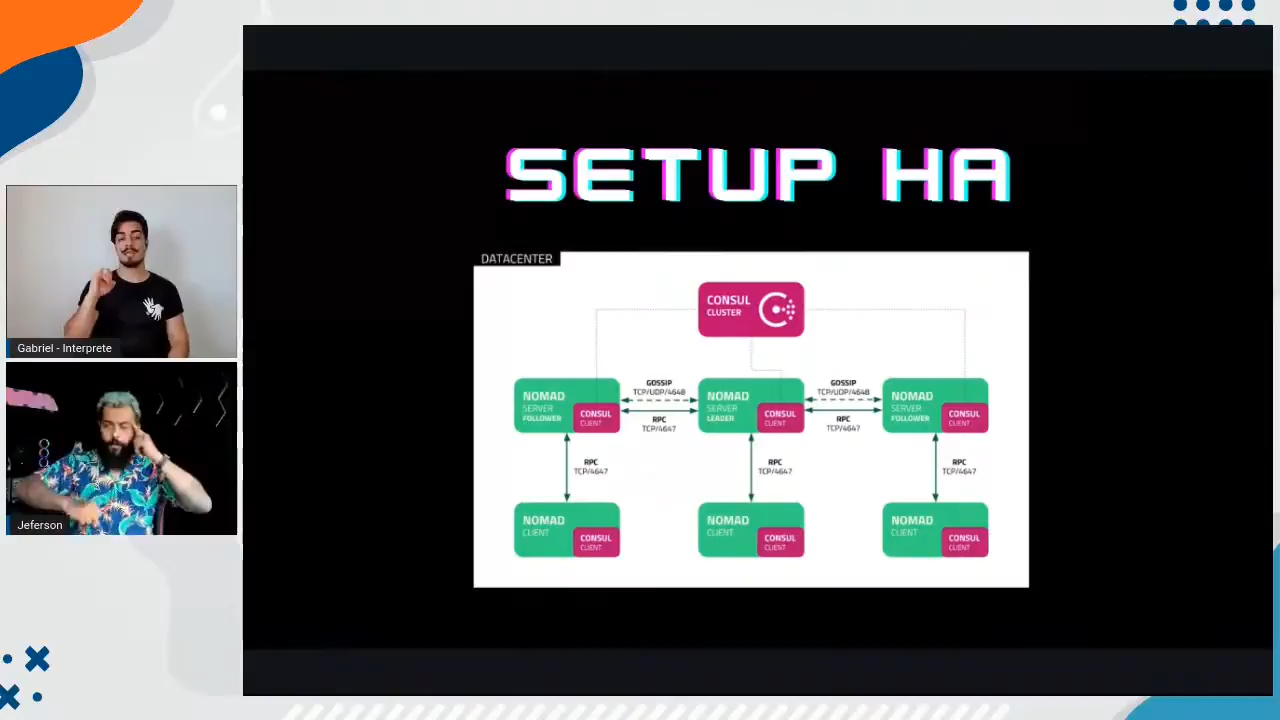 SETUP HA
DATACENTER
CONSUL
CLUSTER
NOMAD
SERVER
FOLLOWER
CONSUL
CLIENT
GOSSIP
TCP/UDP/4648
RPC
TCP/4647
NOMAD
SERVER
LEADER
CONSUL
CLIENT
GOSSIP
TCP/UDP/4648
RPC
TCP/4647
NOMAD
SERVER
FOLLOWER
CONSUL
CLIENT
RPC
TCP/4647
RPC
TCP/4647
RPC
TCP/4647
NOMAD
CLIENT
CONSUL
CLIENT
NOMAD
CLIENT
CONSUL
CLIENT
NOMAD
CLIENT
CONSUL
CLIENT
Gabriel - Interprete
Jeferson